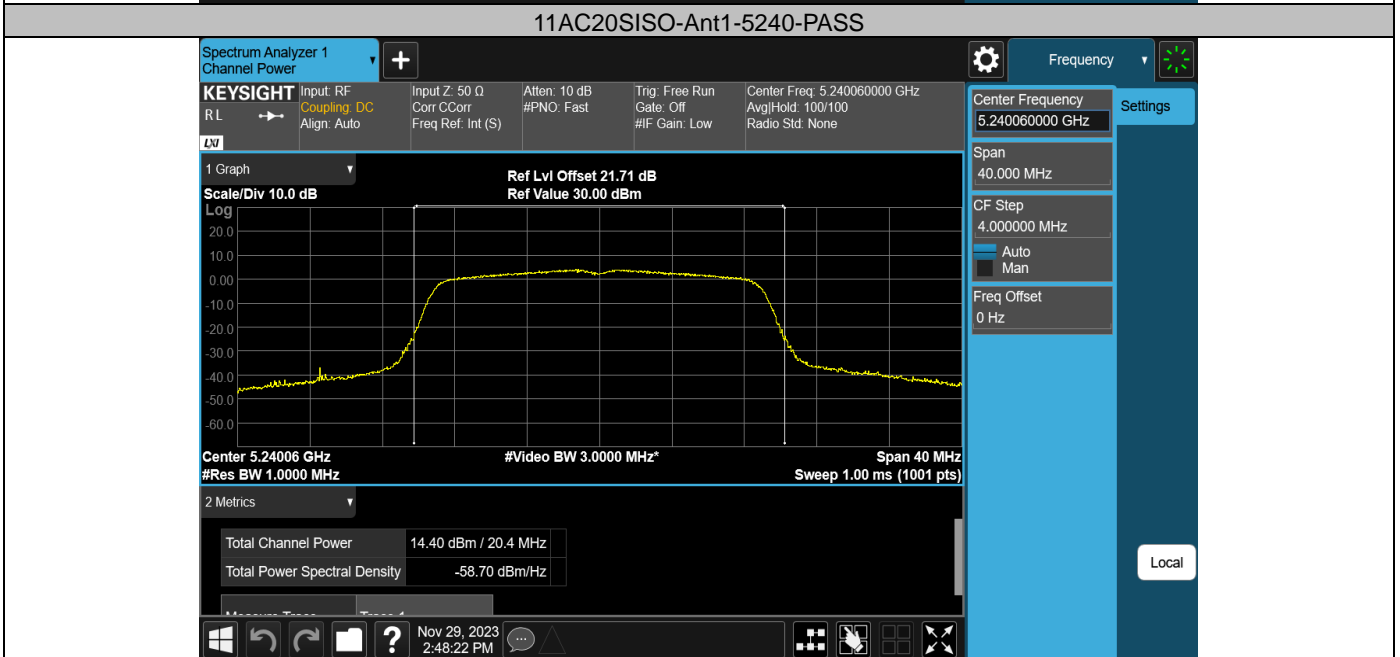 11AC20SISO-Ant1-5240-PASS
Spectrum Analyzer 1
Channel Power
Frequency
KEYSIGHT
RL
LXI
Input: RF
Coupling: DC
Align: Auto
Input Z: 50 Ω
Corr CCorr
Freq Ref: Int (S)
Atten: 10 dB
#PNO: Fast
Trig: Free Run
Gate: Off
#IF Gain: Low
Center Freq: 5.240060000 GHz
Avg|Hold: 100/100
Radio Std: None
Center Frequency
5.240060000 GHz
Settings
Span
40.000 MHz
CF Step
4.000000 MHz
Auto
Man
Freq Offset
0 Hz
1 Graph
Scale/Div 10.0 dB
Ref Lvl Offset 21.71 dB
Ref Value 30.00 dBm
Log
20.0
10.0
0.00
-10.0
-20.0
-30.0
-40.0
-50.0
-60.0
Center 5.24006 GHz
#Res BW 1.0000 MHz
#Video BW 3.0000 MHz*
Span 40 MHz
Sweep 1.00 ms (1001 pts)
2 Metrics
Total Channel Power 14.40 dBm / 20.4 MHz
Total Power Spectral Density -58.70 dBm/Hz
Measure Trace Trace 1
Local
?
Nov 29, 2023
2:48:22 PM